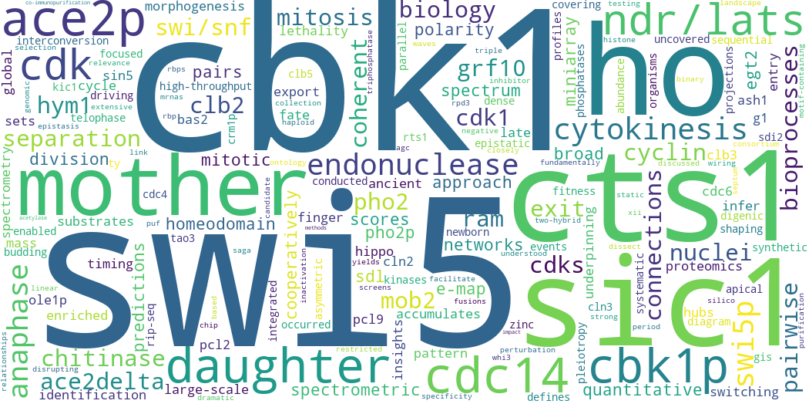 co-immunopurification
morphogenesis
ace2p
swi/snf
mitosis
biology
covering
testing
landscape
ndr/lats
interconversion
selection
relevance
focused
lethality
polarity
profiles
histone
uncovered
sequential
global
cdk
sin5
pairs
cbk1
parallel
waves
triple
triphosphatase
coherent
miniarray
phosphatases
ho
organisms
abundance
projections
processes
entry
motif-containing
rbps
clb5
grf10
egt2
genomic
kic1
cycle
high-throughput
spectrum
driving
mrnas
inhibitor
binary
hym1
clb2
export
collection
rpd3
dense
ash1
sets
telophase
rbp
bas2
crm1p
fate
haploid
cdk1
negative
late
g1
sdi2
extensive
epistasis
rts1
epistatic
closely
cytokinesis
consortium
separation
link
agc
ontology
fundamentally
wiring
division
ty
mitotic
endonuclease
conducted
ancient
approach
broad
cyclin
clb3
discussed
bioprocesses
spectrometry
mother
cdc4
candidate
finger
scores
fitness
static
cdc6
infer
digenic
shaping
cts1
acetylase
puf
homeodomain
pho2
ram
exit
two-hybrid
xii
synthetic
substrates
enabled
mass
tao3
methods
pho2p
newborn
networks
events
nuclei
connections
swi5
saga
hippo
underpinning
cdks
budding
timing
cooperatively
cln2
kinases
understood
facilitate
systematic
proteomics
dissect
ole1p
predictions
rip-seq
integrated
inactivation
asymmetric
sdl
e-map
sic1
apical
silico
linear
enriched
pcl9
mob2
accumulates
zinc
cln3
hubs
diagram
anaphase
chip
based
yields
screens
fusions
occurred
impact
strong
period
purification
chitinase
pcl2
insights
pattern
whi3
perturbation
pleiotropy
gis
swi5p
pairwise
relationships
disrupting
ace2delta
daughter
restricted
cdc14
cbk1p
identification
large-scale
spectrometric
defines
quantitative
switching
dramatic
specificity